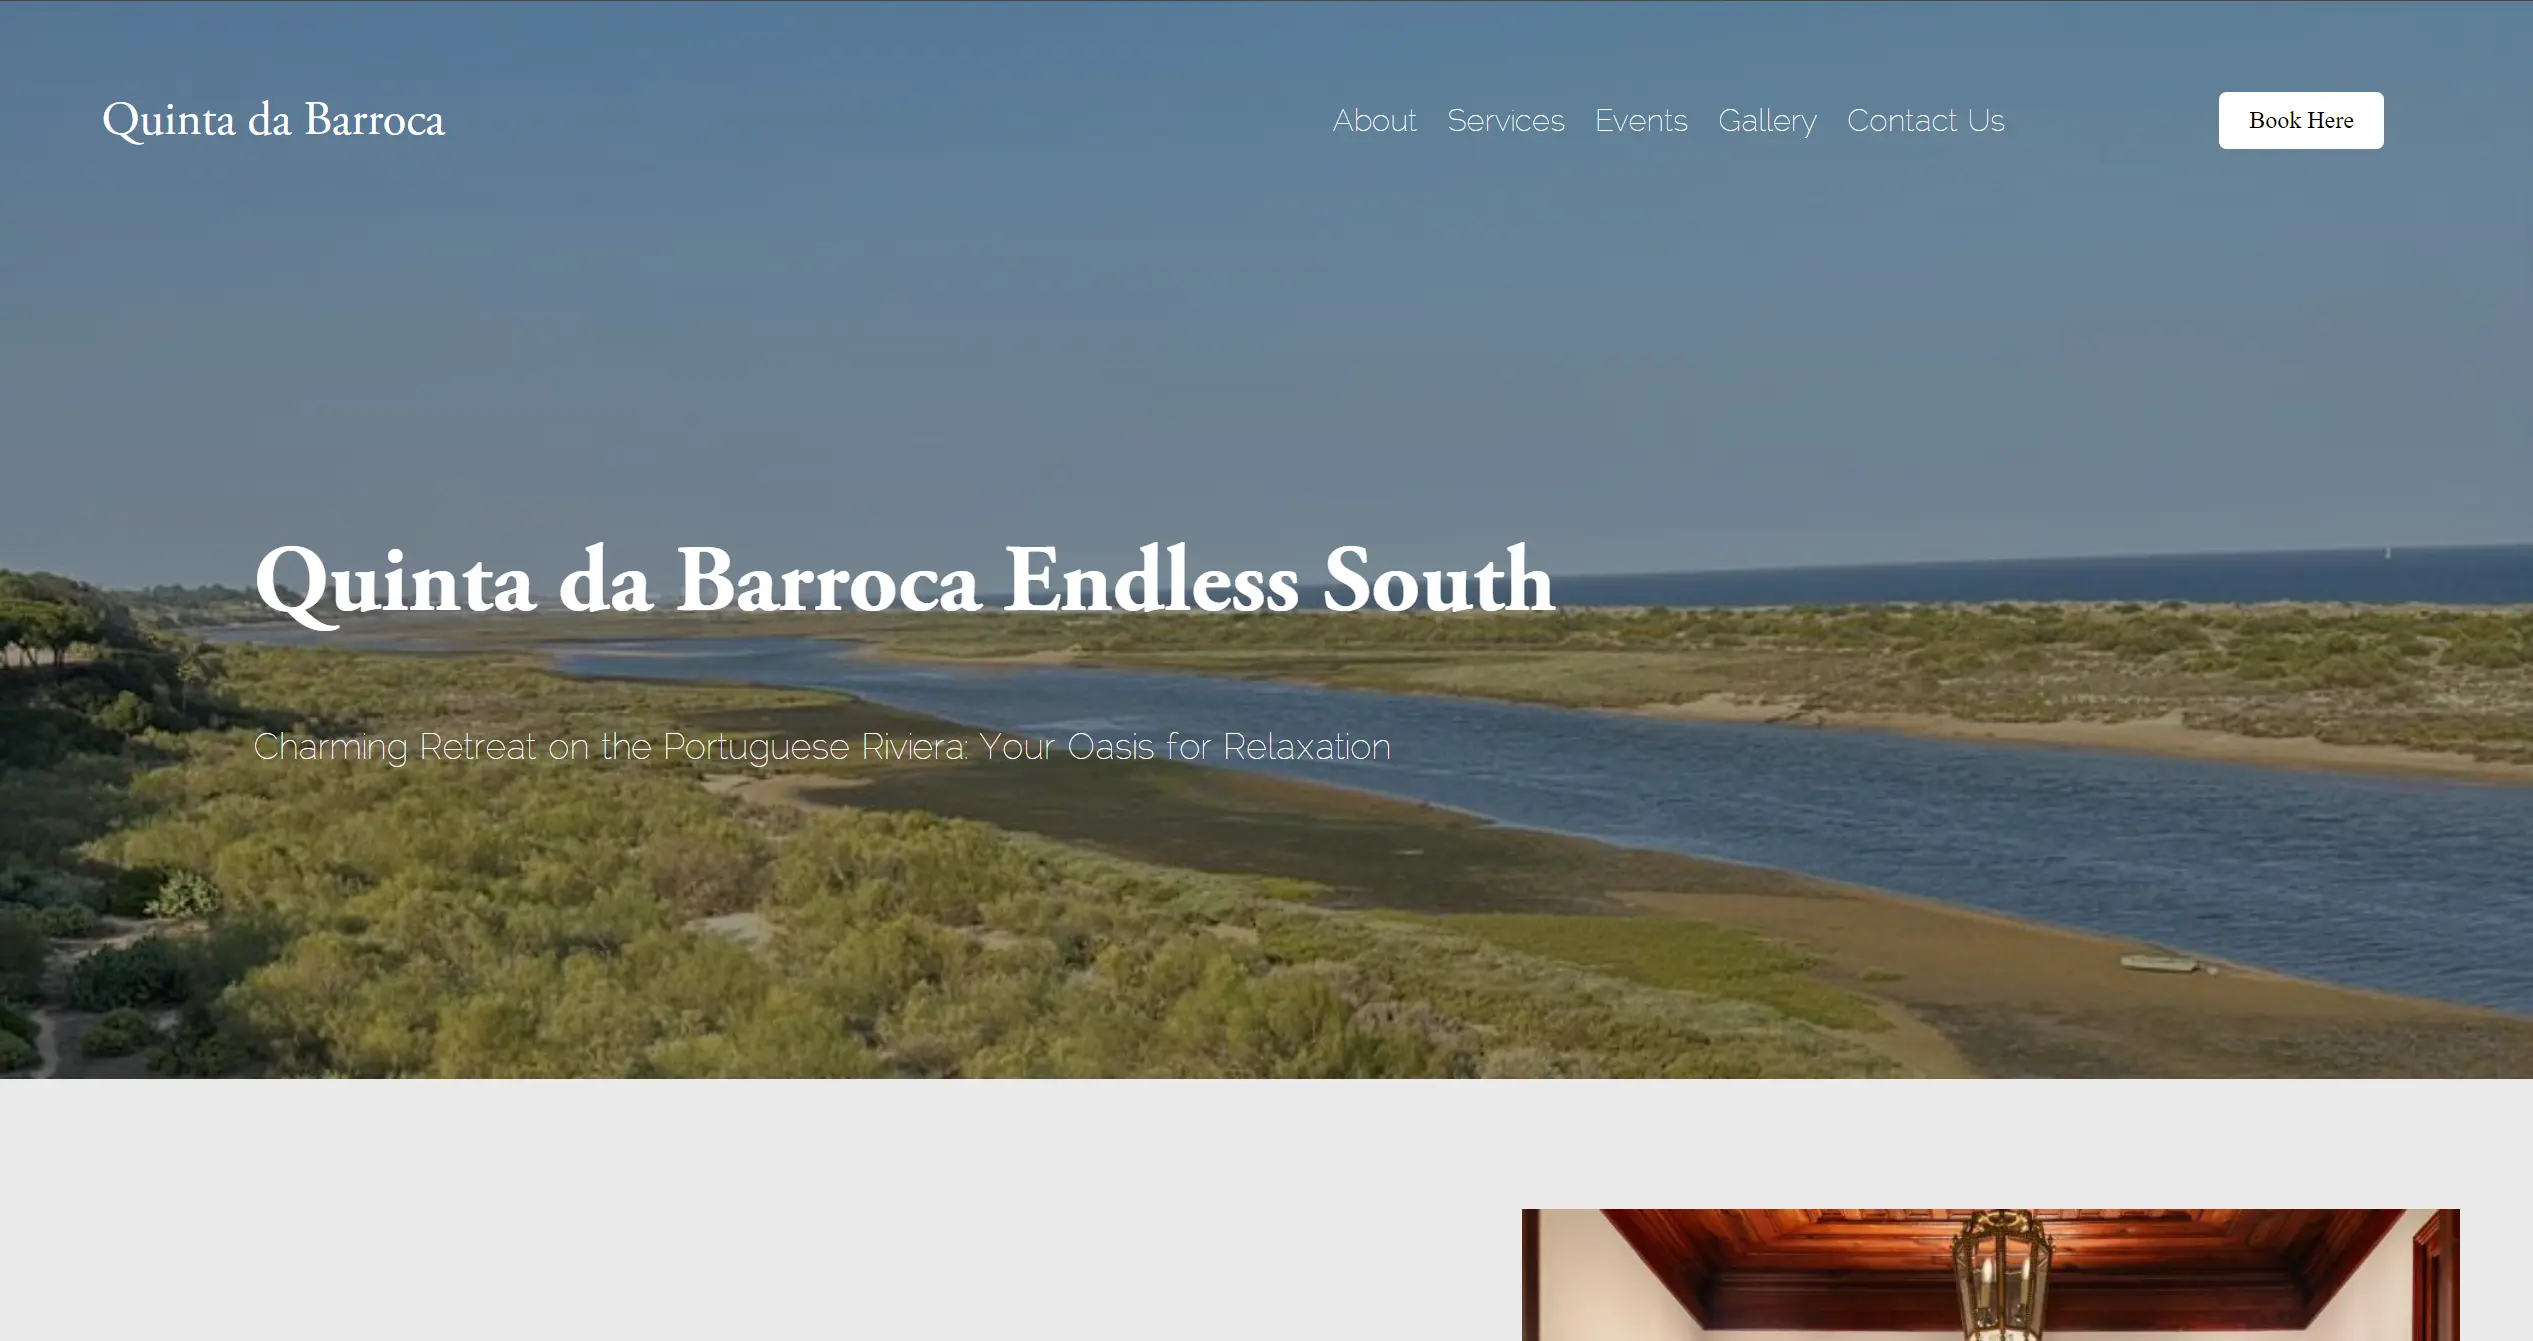 Quinta da Barroca
About Services Events Gallery Contact Us
Book Here
Quinta da Barroca Endless South
Charming Retreat on the Portuguese Riviera: Your Oasis for Relaxation